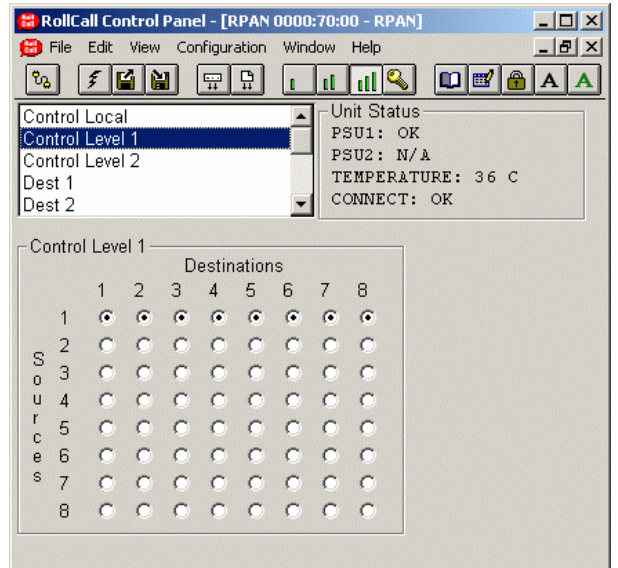 RollCall Control Panel - [RPAN 0000:70:00 - RPAN]
File Edit View Configuration Window Help
A A
Control Local
Control Level 1
Control Level 2
Dest 1
Dest 2
Unit Status
PSU1: OK
PSU2: N/A
TEMPERATURE: 36 C
CONNECT: OK
Control Level 1
Destinations
1 2 3 4 5 6 7 8
Sources
1
2
3
4
5
6
7
8